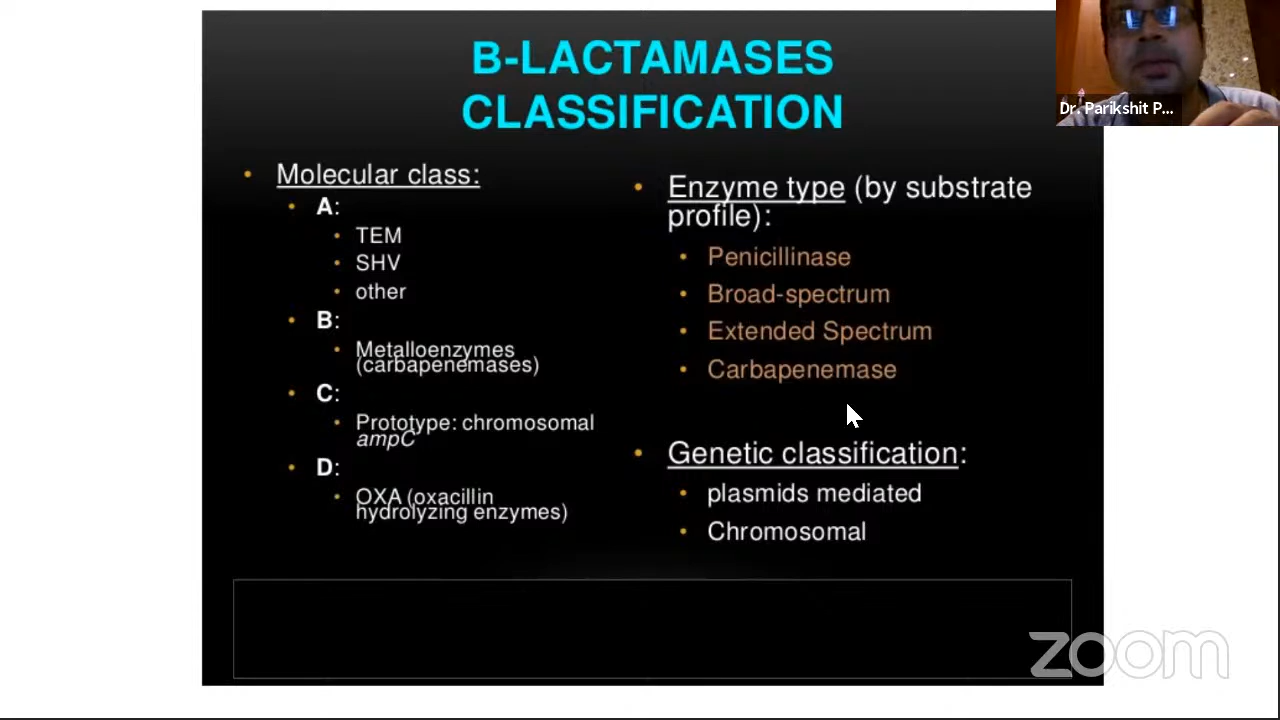 B-LACTAMASES
CLASSIFICATION
Dr. Parikshit P...
• Molecular class:
• A:
• TEM
• SHV
• other
• B:
• Metalloenzymes
(carbapenemases)
• C:
• Prototype: chromosomal
ampC
• D:
• OXA (oxacillin
hydrolyzing enzymes)
• Enzyme type (by substrate
profile):
• Penicillinase
• Broad-spectrum
• Extended Spectrum
• Carbapenemase
• Genetic classification:
• plasmids mediated
• Chromosomal
zoom